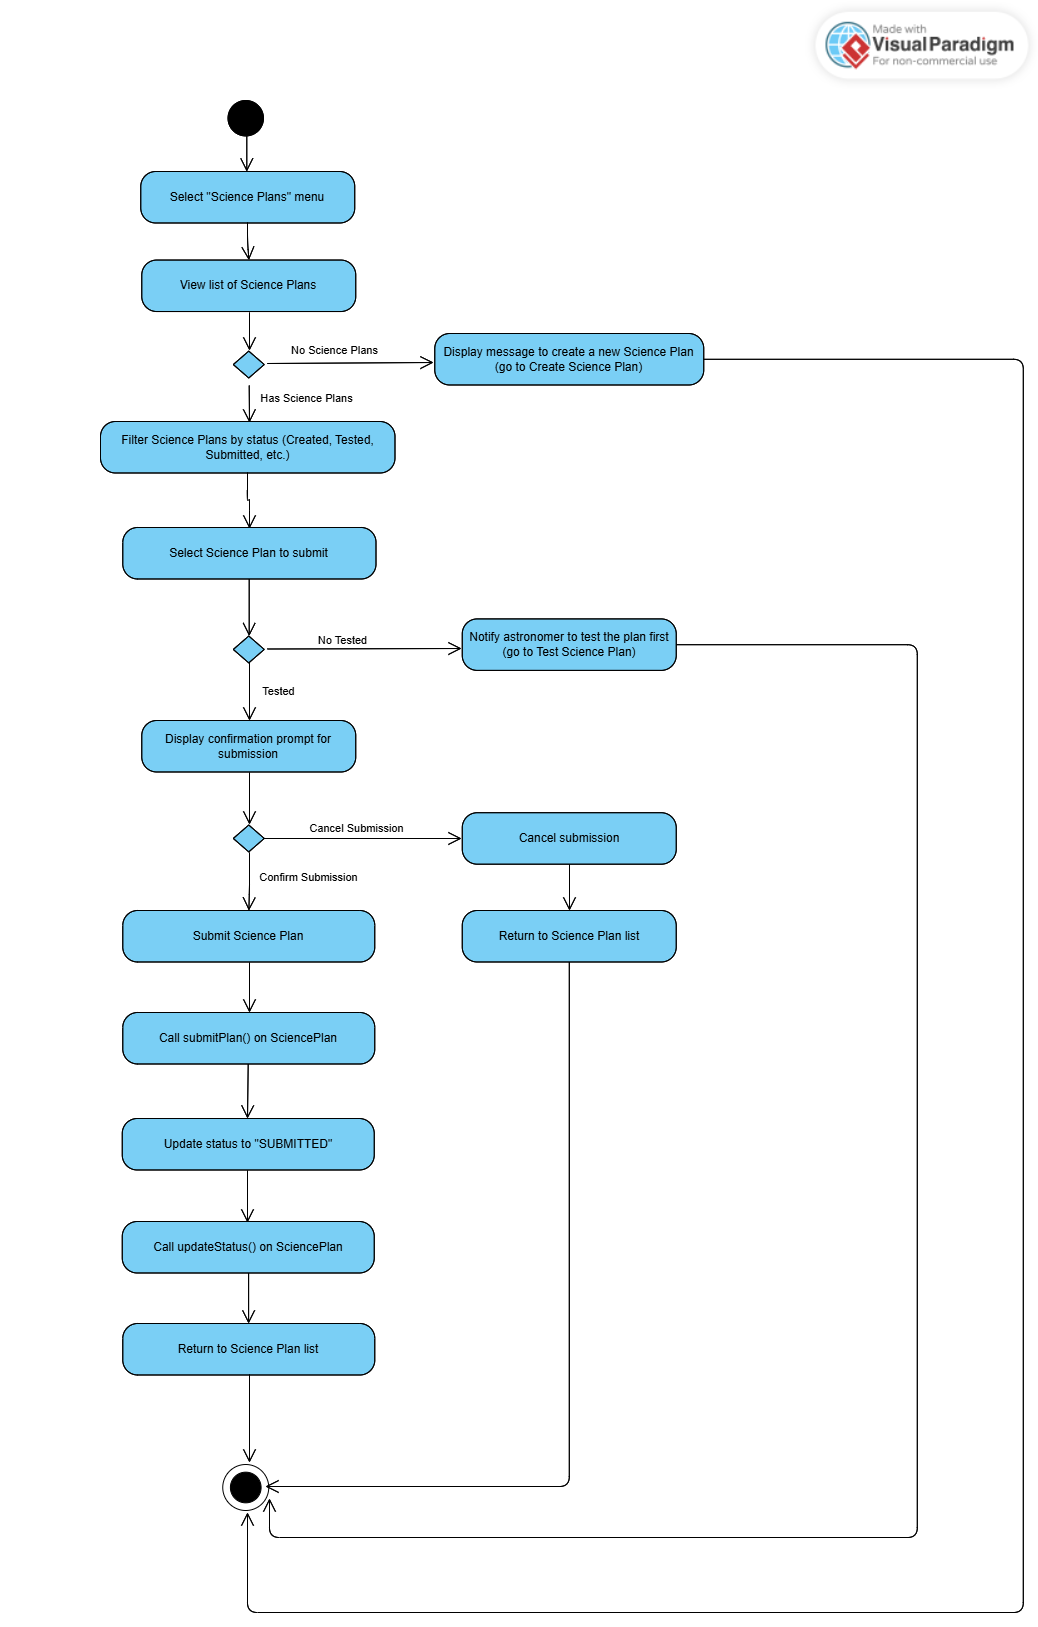 Made with
VisualParadigm
For non-commercial use
Select "Science Plans" menu
View list of Science Plans
No Science Plans
Display message to create a new Science Plan
(go to Create Science Plan)
Has Science Plans
Filter Science Plans by status (Created, Tested,
Submitted, etc.)
Select Science Plan to submit
No Tested
Notify astronomer to test the plan first
(go to Test Science Plan)
Tested
Display confirmation prompt for
submission
Cancel Submission
Cancel submission
Confirm Submission
Submit Science Plan
Return to Science Plan list
Call submitPlan() on SciencePlan
Update status to "SUBMITTED"
Call updateStatus() on SciencePlan
Return to Science Plan list